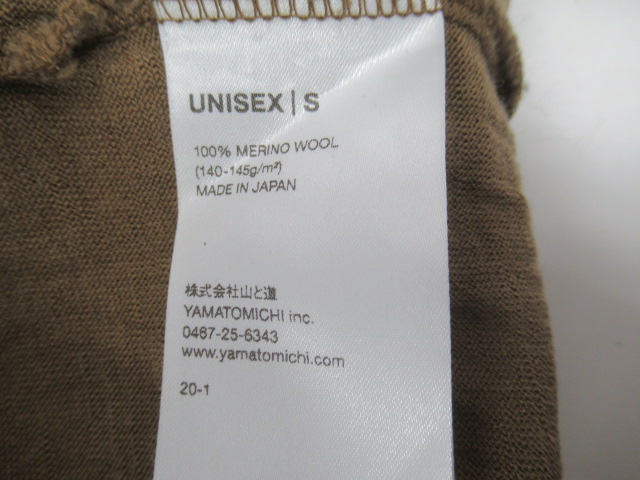 UNISEX | S
100% MERINO WOOL
(140-145g/m²)
MADE IN JAPAN
株式会社山と道
YAMATOMICHI inc.
0467-25-6343
www.yamatomichi.com
20-1